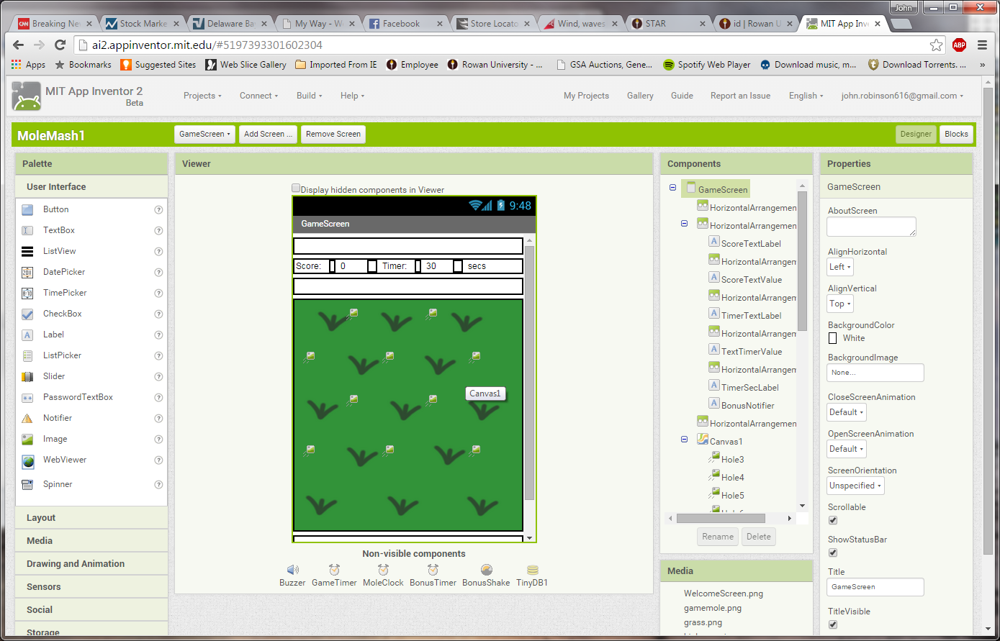 John
Breaking Ne
Stock Marke
Delaware Ba
My Way - W
Facebook
Store Locato
Wind, waves
STAR
id | Rowan U
MIT App Inv
ai2.appinventor.mit.edu/#5197393301602304
ABP
Apps
Bookmarks
Suggested Sites
Web Slice Gallery
Imported From IE
Employee
Rowan University - ...
GSA Auctions, Gene...
Spotify Web Player
Download music, m...
Download Torrents. ...
»
MIT App Inventor 2
Beta
Projects
Connect
Build
Help
My Projects
Gallery
Guide
Report an Issue
English
john.robinson616@gmail.com
MoleMash1
GameScreen
Add Screen ...
Remove Screen
Designer
Blocks
Palette
User Interface
Button
TextBox
ListView
DatePicker
TimePicker
CheckBox
Label
ListPicker
Slider
PasswordTextBox
Notifier
Image
WebViewer
Spinner
Layout
Media
Drawing and Animation
Sensors
Social
Storage
Viewer
Display hidden components in Viewer
9:48
GameScreen
Score: 0 Timer: 30 secs
Canvas1
Non-visible components
Buzzer
GameTimer
MoleClock
BonusTimer
BonusShake
TinyDB1
Components
GameScreen
HorizontalArrangemen
HorizontalArrangemen
ScoreTextLabel
HorizontalArrangem
ScoreTextValue
HorizontalArrangem
TimerTextLabel
HorizontalArrangem
TextTimerValue
HorizontalArrangem
TimerSecLabel
BonusNotifier
HorizontalArrangemen
Canvas1
Hole3
Hole4
Hole5
Rename
Delete
Media
WelcomeScreen.png
gamemole.png
grass.png
Properties
GameScreen
AboutScreen
AlignHorizontal
Left
AlignVertical
Top
BackgroundColor
White
BackgroundImage
None...
CloseScreenAnimation
Default
OpenScreenAnimation
Default
ScreenOrientation
Unspecified
Scrollable
ShowStatusBar
Title
GameScreen
TitleVisible